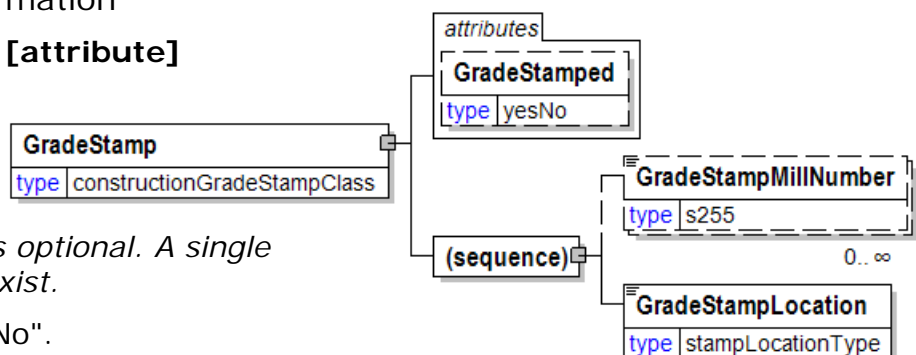 [attribute]
s optional. A single
xist.
No".
attributes
GradeStamped
type yesNo
GradeStamp
type constructionGradeStampClass
(sequence)
GradeStampMillNumber
type s255
0.. ∞
GradeStampLocation
type stampLocationType